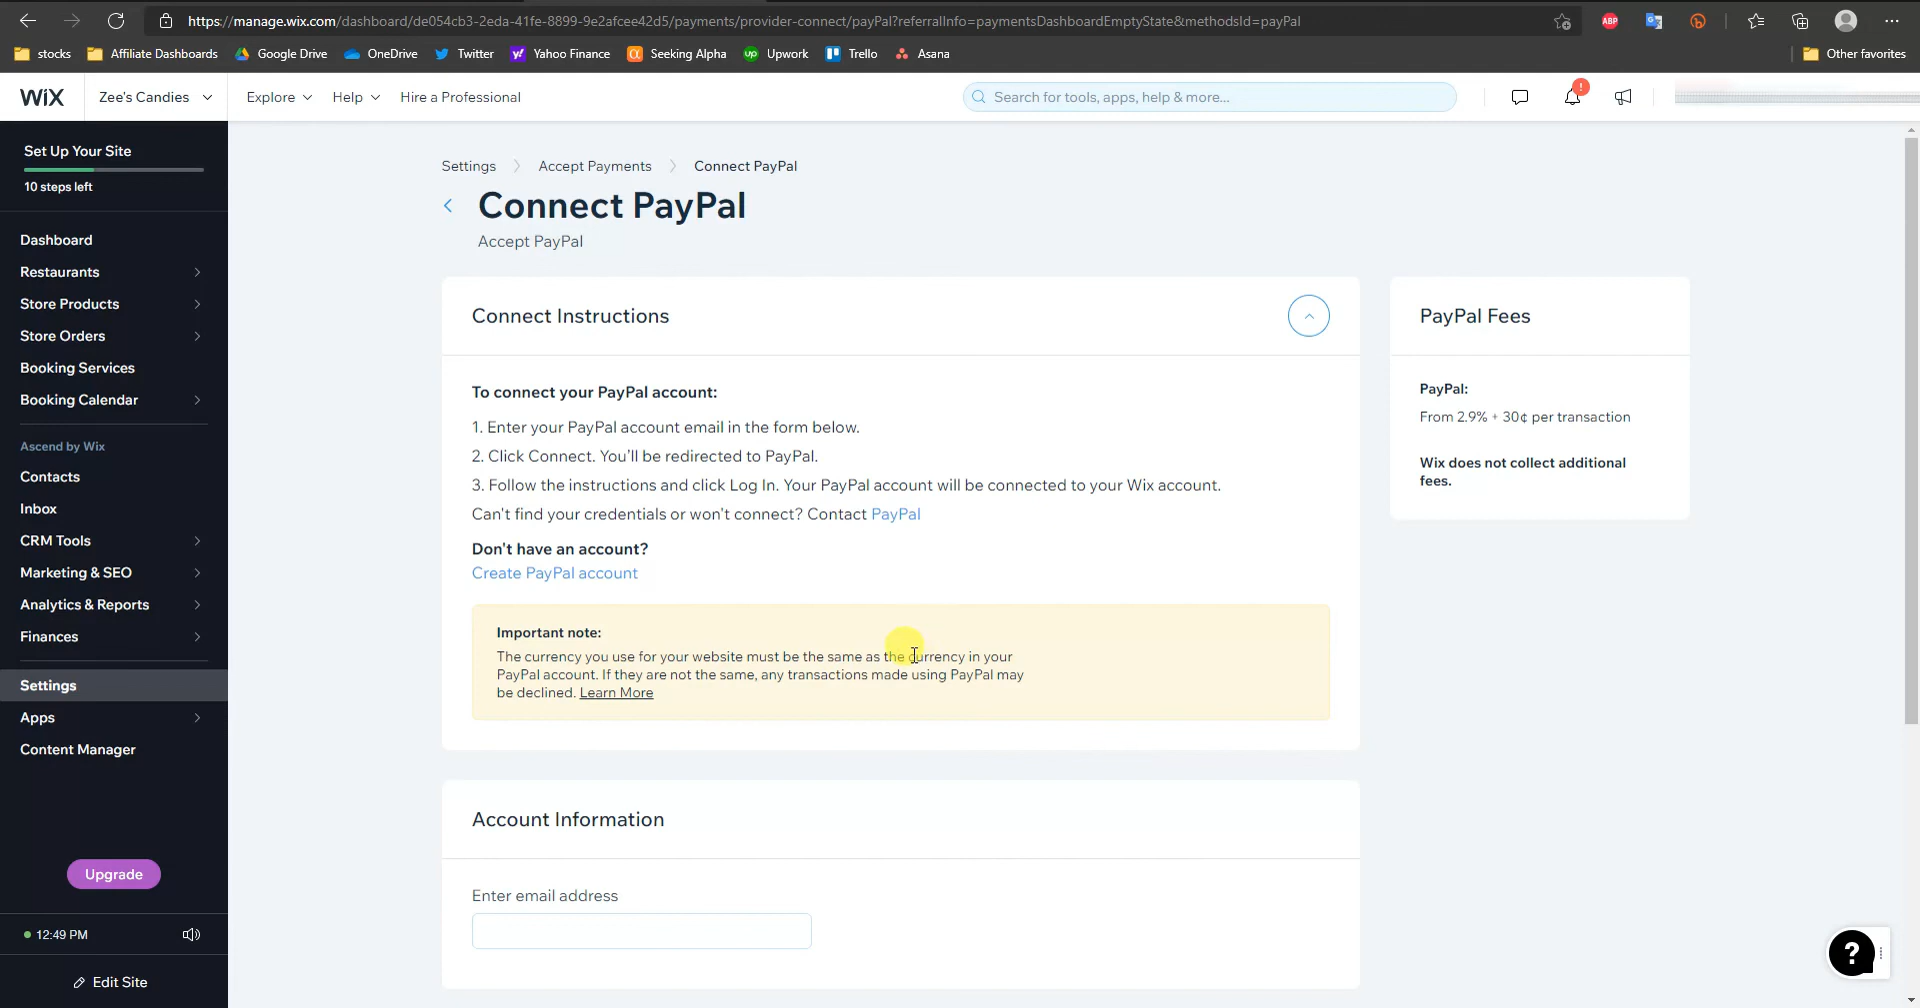 https://manage.wix.com/dashboard/de054cb3-2eda-41fe-8899-9e2afcee42d5/payments/provider-connect/payPal?referralInfo=paymentsDashboardEmptyState&methodsId=payPal
ABP
stocks Affiliate Dashboards Google Drive OneDrive Twitter Yahoo Finance Seeking Alpha Upwork Trello Asana Other favorites
WiX Zee's Candies Explore Help Hire a Professional Search for tools, apps, help & more... !
Set Up Your Site
10 steps left
Dashboard
Restaurants
Store Products
Store Orders
Booking Services
Booking Calendar
Ascend by Wix
Contacts
Inbox
CRM Tools
Marketing & SEO
Analytics & Reports
Finances
Settings
Apps
Content Manager
Upgrade
12:49 PM
Edit Site
Settings > Accept Payments > Connect PayPal
Connect PayPal
Accept PayPal
Connect Instructions
To connect your PayPal account:
1. Enter your PayPal account email in the form below.
2. Click Connect. You'll be redirected to PayPal.
3. Follow the instructions and click Log In. Your PayPal account will be connected to your Wix account.
Can't find your credentials or won't connect? Contact PayPal
Don't have an account?
Create PayPal account
Important note:
The currency you use for your website must be the same as the currency in your
PayPal account. If they are not the same, any transactions made using PayPal may
be declined. Learn More
Account Information
Enter email address
PayPal Fees
PayPal:
From 2.9% + 30¢ per transaction
Wix does not collect additional
fees.
?